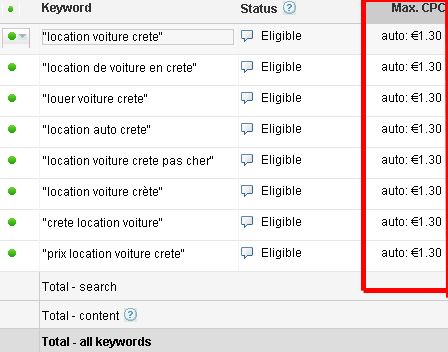 Keyword Status ? Max. CPC
"location voiture crete" Eligible auto: €1.30
"location de voiture en crete" Eligible auto: €1.30
"louer voiture crete" Eligible auto: €1.30
"location auto crete" Eligible auto: €1.30
"location voiture crete pas cher" Eligible auto: €1.30
"location voiture crète" Eligible auto: €1.30
"crete location voiture" Eligible auto: €1.30
"prix location voiture crete" Eligible auto: €1.30
Total - search
Total - content ?
Total - all keywords